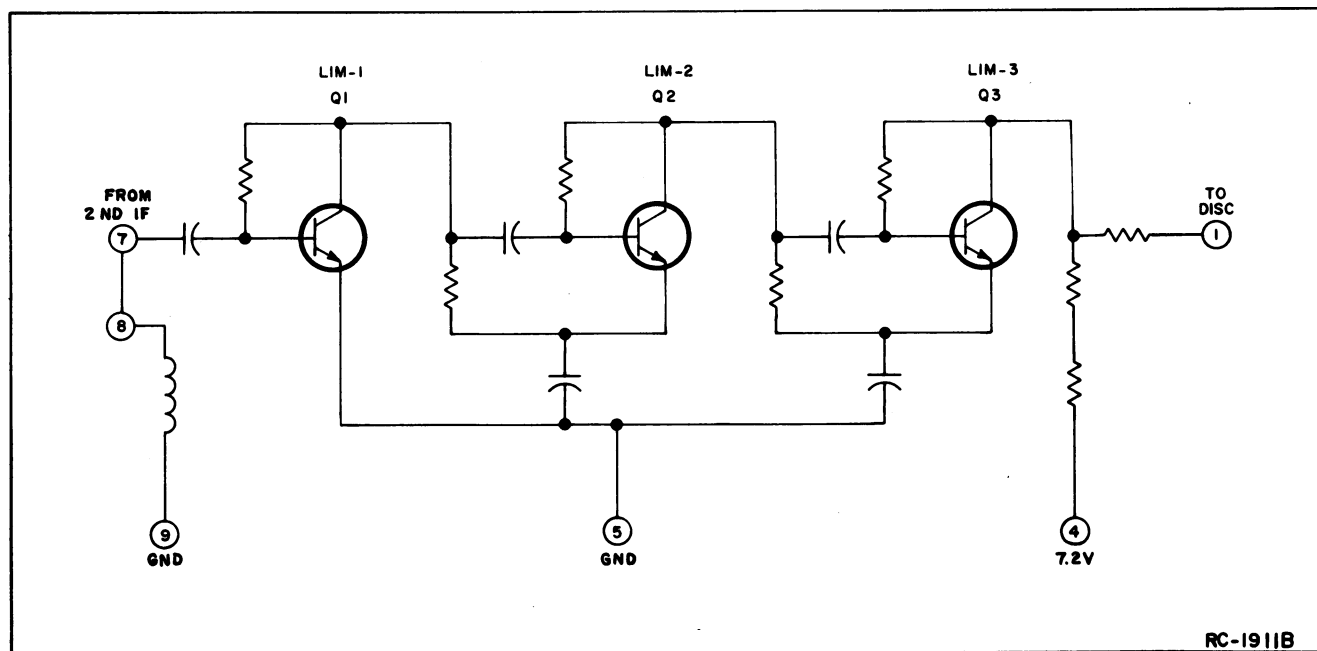 LIM-1
Q1
LIM-2
Q2
LIM-3
Q3
FROM
2 ND IF
7
8
9
GND
5
GND
TO
DISC
1
4
7.2V
RC-1911B